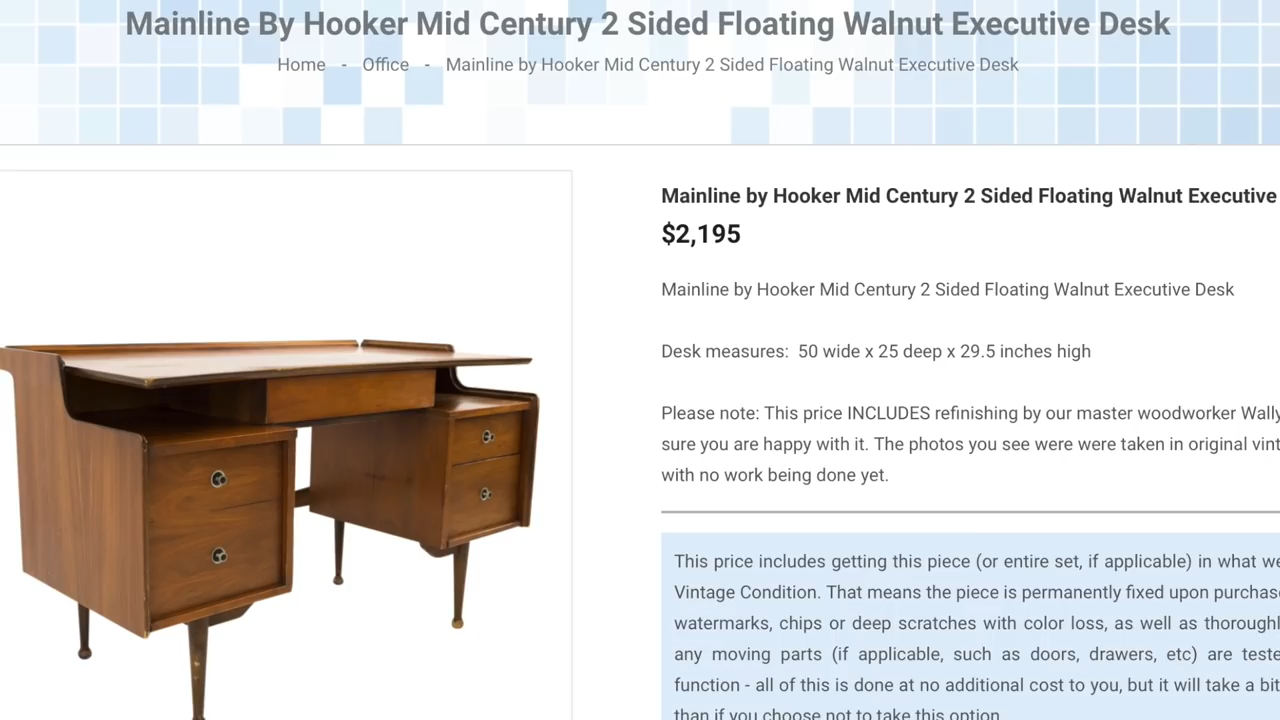 Mainline By Hooker Mid Century 2 Sided Floating Walnut Executive Desk
Home - Office - Mainline by Hooker Mid Century 2 Sided Floating Walnut Executive Desk
Mainline by Hooker Mid Century 2 Sided Floating Walnut Executive
$2,195
Mainline by Hooker Mid Century 2 Sided Floating Walnut Executive Desk
Desk measures: 50 wide x 25 deep x 29.5 inches high
Please note: This price INCLUDES refinishing by our master woodworker Wally
sure you are happy with it. The photos you see were were taken in original vint
with no work being done yet.
This price includes getting this piece (or entire set, if applicable) in what we
Vintage Condition. That means the piece is permanently fixed upon purchas
watermarks, chips or deep scratches with color loss, as well as thoroughl
any moving parts (if applicable, such as doors, drawers, etc) are teste
function - all of this is done at no additional cost to you, but it will take a bit
than if you choose not to take this option.